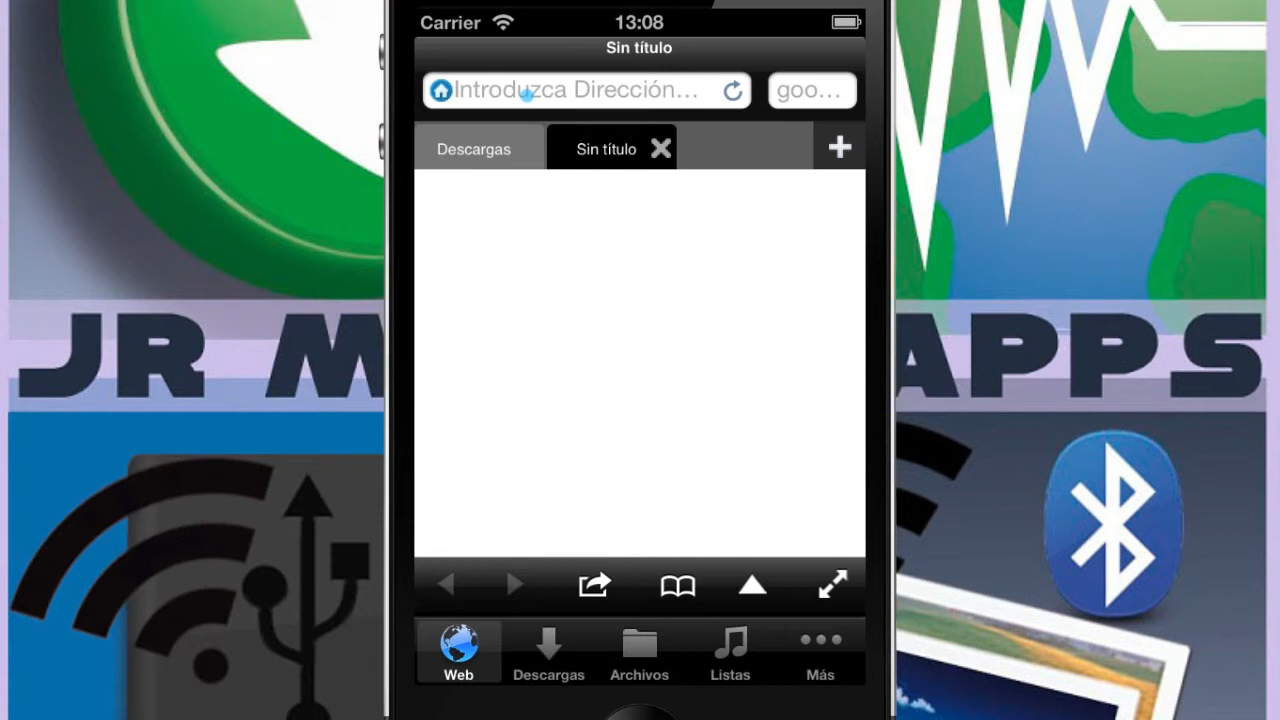 Carrier 13:08
Sin título
Introduzca Dirección... goo...
Descargas Sin título
JR M APPS
Web Descargas Archivos Listas Más